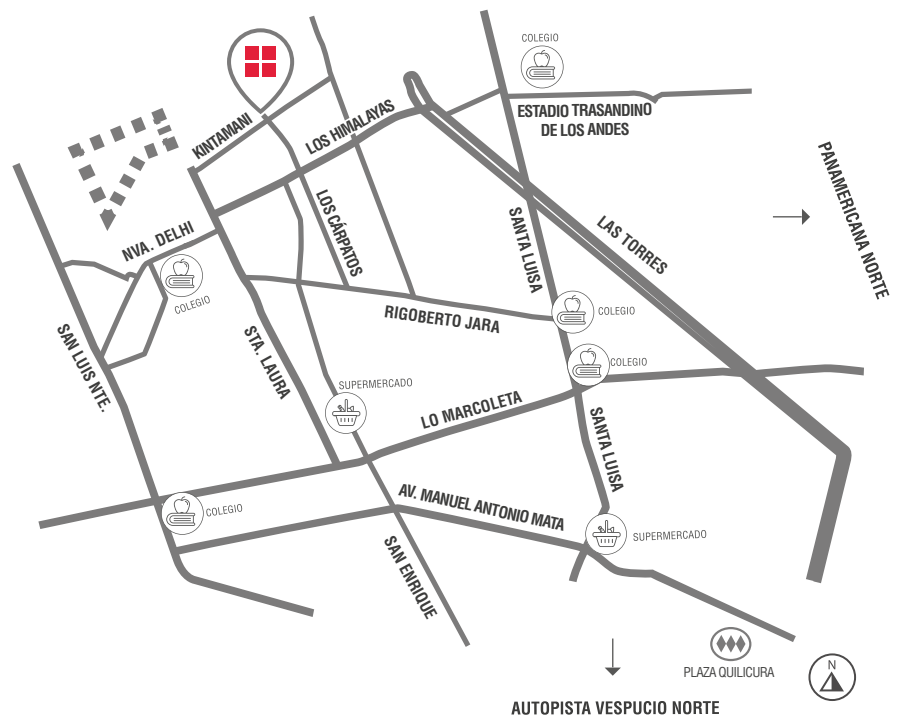 COLEGIO
ESTADIO TRASANDINO
DE LOS ANDES
KINTAMANI
LOS HIMALAYAS
PANAMERICANA NORTE
LOS CÁRPATOS
SANTA LUISA
LAS TORRES
NVA. DELHI
COLEGIO
RIGOBERTO JARA
COLEGIO
SAN LUIS NTE.
STA. LAURA
COLEGIO
SUPERMERCADO
LO MARCOLETA
SANTA LUISA
COLEGIO
AV. MANUEL ANTONIO MATA
SUPERMERCADO
SAN ENRIQUE
PLAZA QUILICURA
N
AUTOPISTA VESPUCIO NORTE